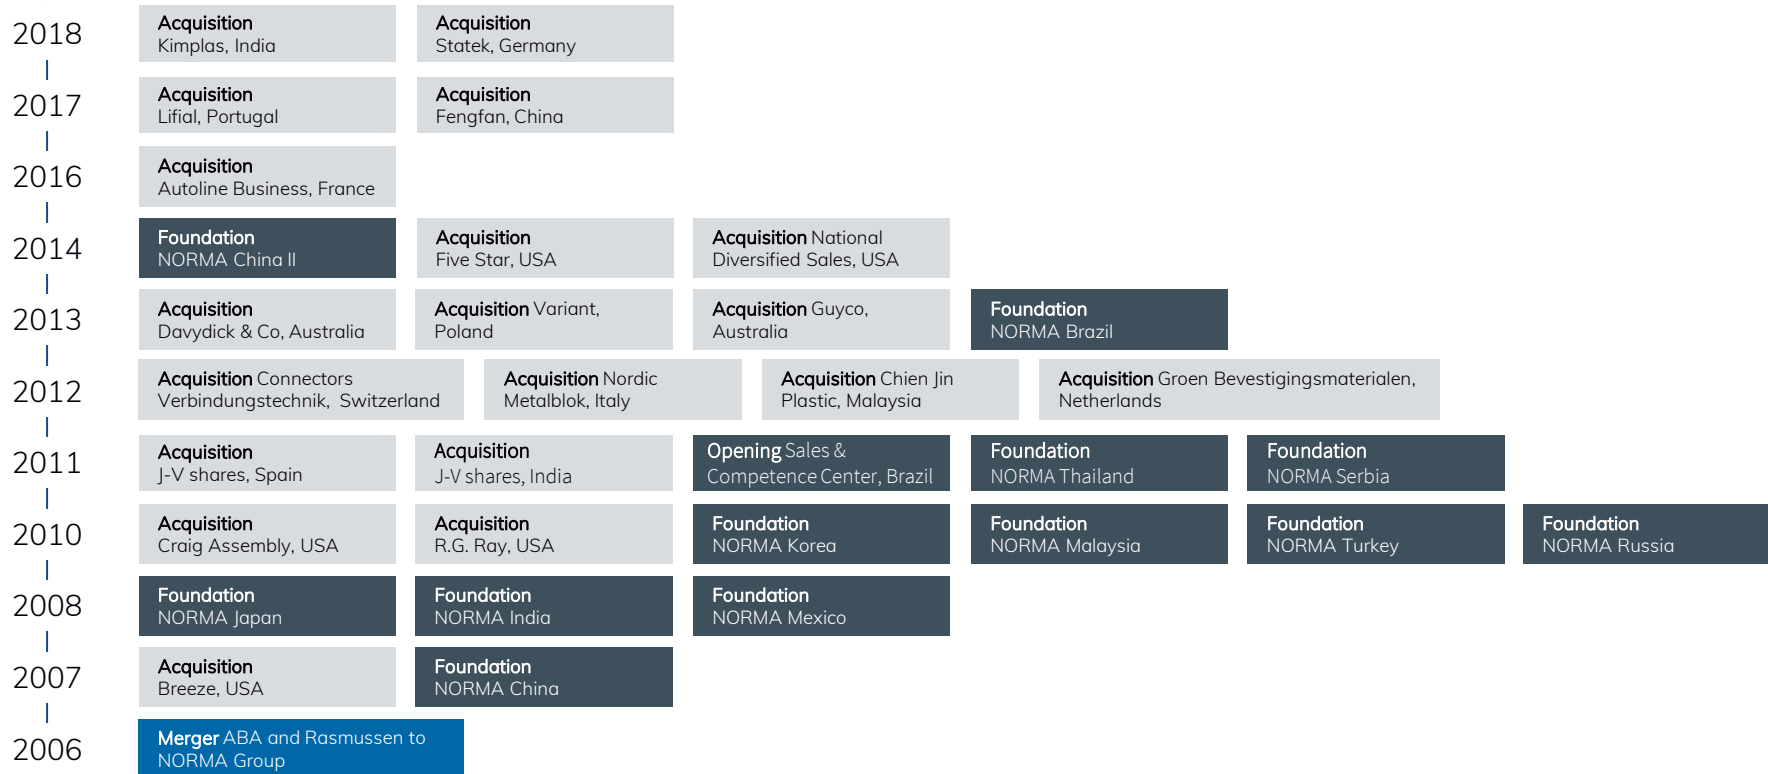 2018
Acquisition
Kimplas, India
Acquisition
Statek, Germany
2017
Acquisition
Lifial, Portugal
Acquisition
Fengfan, China
2016
Acquisition
Autoline Business, France
2014
Foundation
NORMA China II
Acquisition
Five Star, USA
Acquisition National
Diversified Sales, USA
2013
Acquisition
Davydick & Co, Australia
Acquisition Variant,
Poland
Acquisition Guyco,
Australia
Foundation
NORMA Brazil
2012
Acquisition Connectors
Verbindungstechnik, Switzerland
Acquisition Nordic
Metalblok, Italy
Acquisition Chien Jin
Plastic, Malaysia
Acquisition Groen Bevestigingsmaterialen,
Netherlands
2011
Acquisition
J-V shares, Spain
Acquisition
J-V shares, India
Opening Sales &
Competence Center, Brazil
Foundation
NORMA Thailand
Foundation
NORMA Serbia
2010
Acquisition
Craig Assembly, USA
Acquisition
R.G. Ray, USA
Foundation
NORMA Korea
Foundation
NORMA Malaysia
Foundation
NORMA Turkey
Foundation
NORMA Russia
2008
Foundation
NORMA Japan
Foundation
NORMA India
Foundation
NORMA Mexico
2007
Acquisition
Breeze, USA
Foundation
NORMA China
2006
Merger ABA and Rasmussen to
NORMA Group